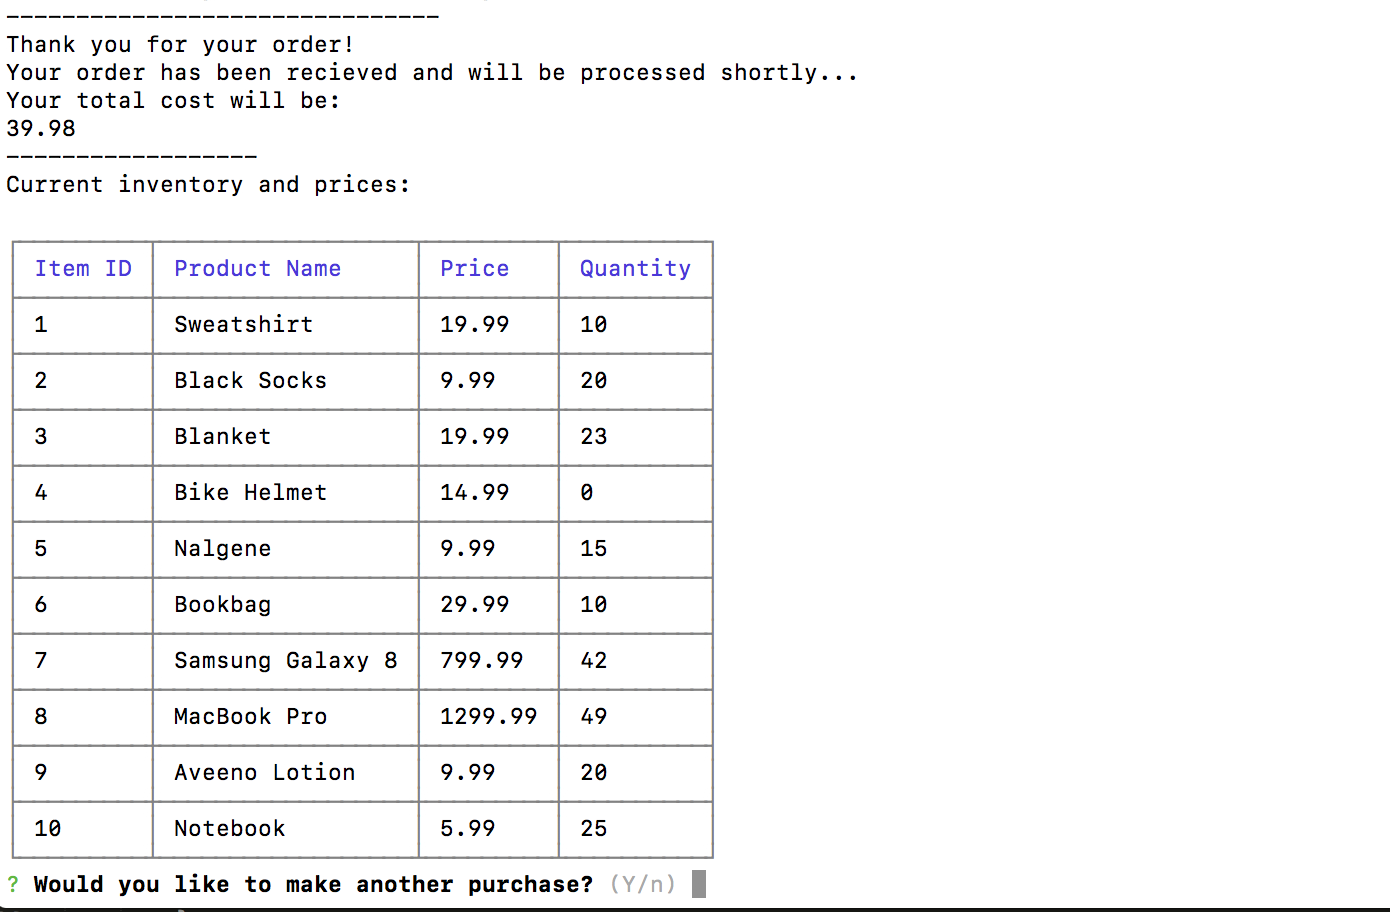 -------------------------------
Thank you for your order!
Your order has been recieved and will be processed shortly...
Your total cost will be:
39.98
------------------
Current inventory and prices:
Item ID Product Name Price Quantity
1 Sweatshirt 19.99 10
2 Black Socks 9.99 20
3 Blanket 19.99 23
4 Bike Helmet 14.99 0
5 Nalgene 9.99 15
6 Bookbag 29.99 10
7 Samsung Galaxy 8 799.99 42
8 MacBook Pro 1299.99 49
9 Aveeno Lotion 9.99 20
10 Notebook 5.99 25
? Would you like to make another purchase? (Y/n)